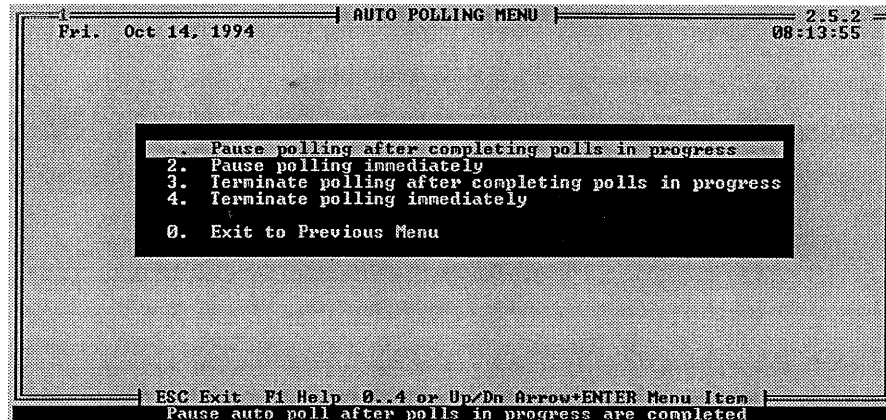 1 AUTO POLLING MENU 2.5.2
Fri. Oct 14, 1994 08:13:55
. Pause polling after completing polls in progress
2. Pause polling immediately
3. Terminate polling after completing polls in progress
4. Terminate polling immediately
0. Exit to Previous Menu
ESC Exit F1 Help 0..4 or Up/Dn Arrow+ENTER Menu Item
Pause auto poll after polls in progress are completed